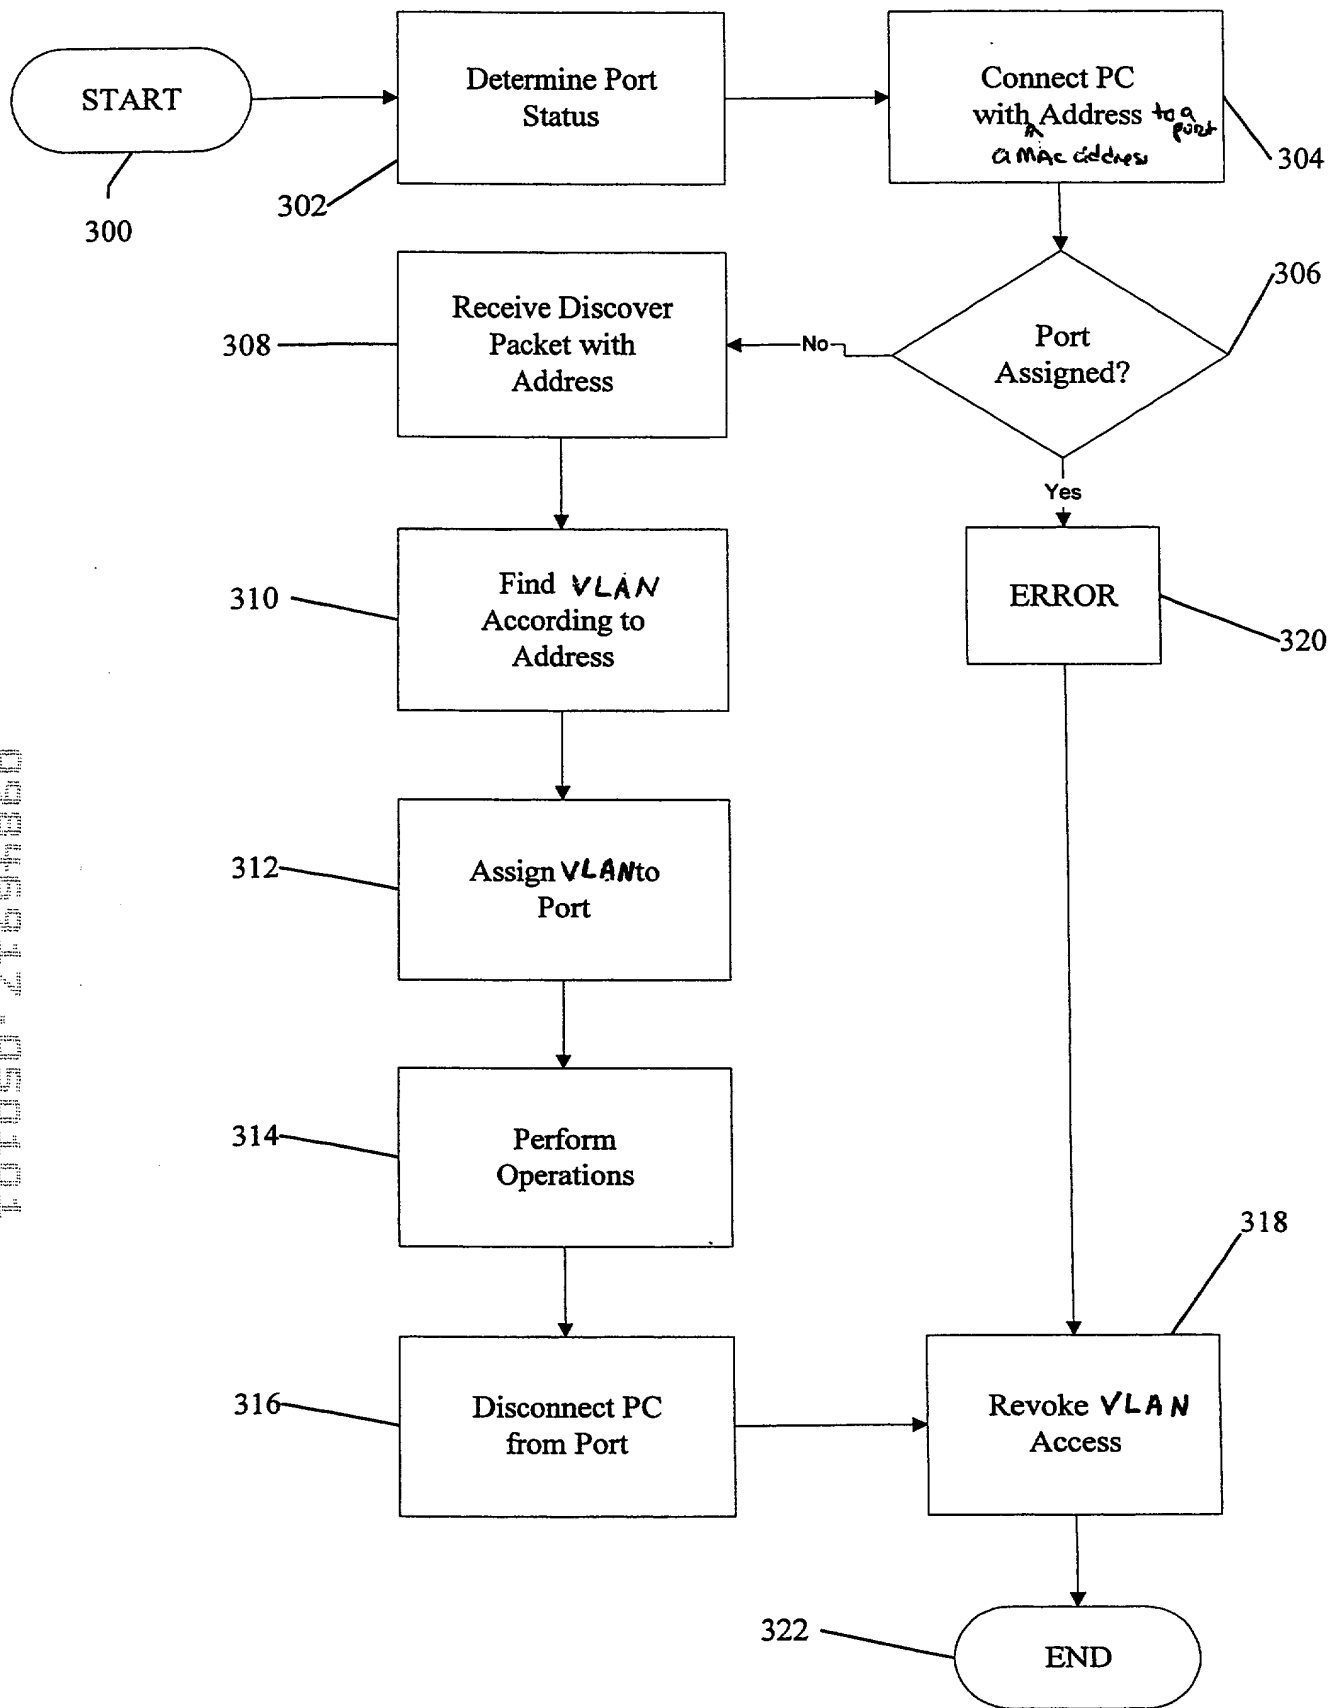 START
300
Determine Port
Status
302
Connect PC
with Address to a
port
a MAC address
304
Port
Assigned?
306
No
Yes
Receive Discover
Packet with
Address
308
Find VLAN
According to
Address
310
ERROR
320
Assign VLAN to
Port
312
Perform
Operations
314
Disconnect PC
from Port
316
Revoke VLAN
Access
318
END
322